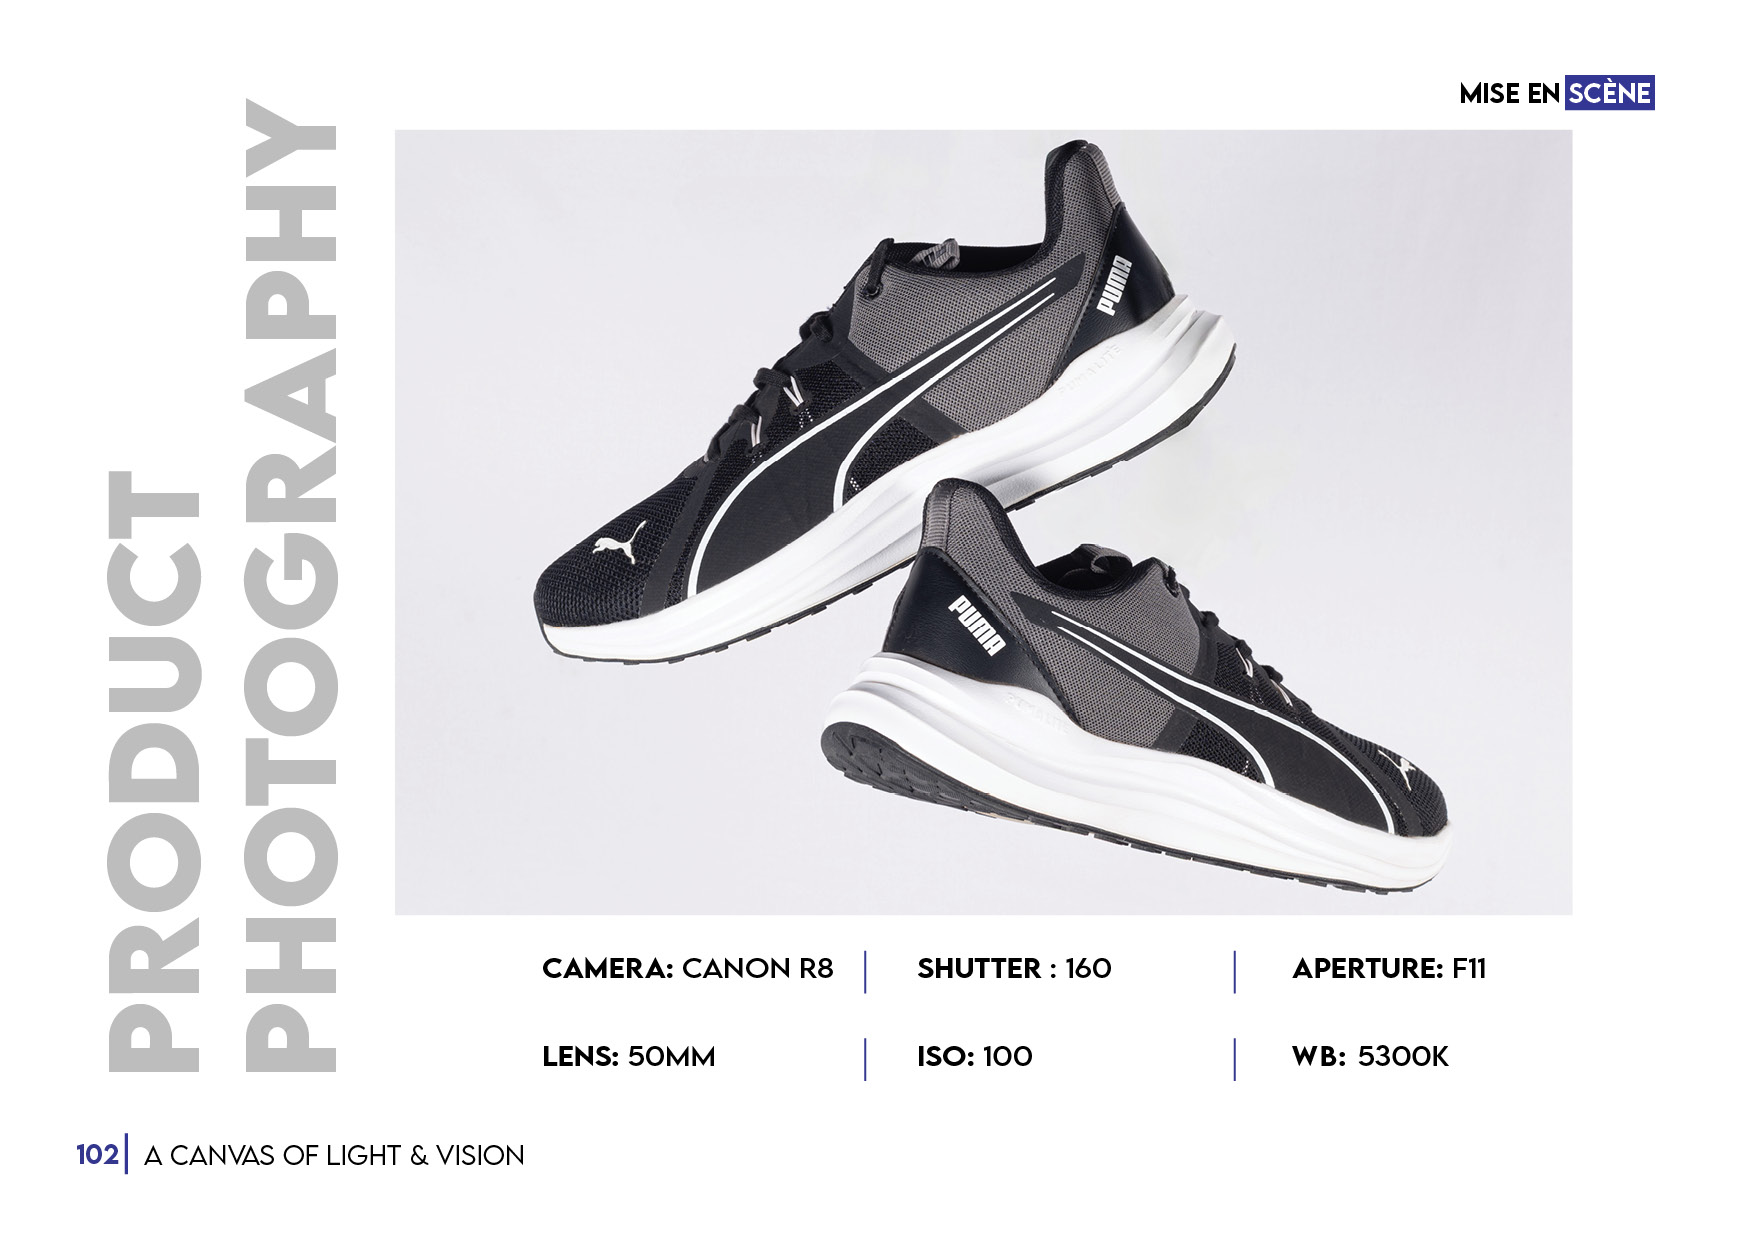 MISE EN SCÈNE
PRODUCT
PHOTOGRAPHY
PUMA
PUMA
CAMERA: CANON R8
SHUTTER : 160
APERTURE: F11
LENS: 50MM
ISO: 100
WB: 5300K
102
A CANVAS OF LIGHT & VISION